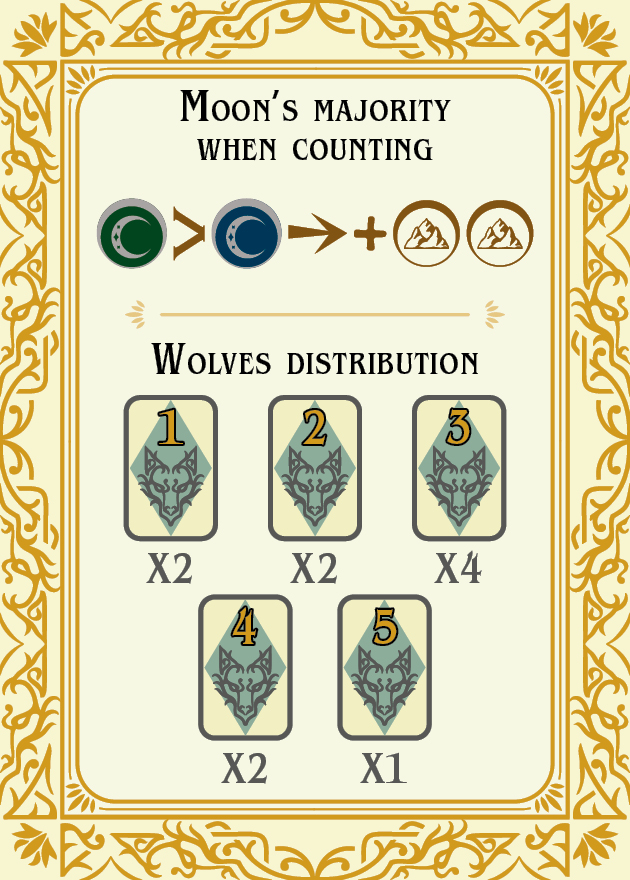 Moon's majority
when counting
> +
Wolves distribution
1 2 3
X2 X2 X4
4 5
X2 X1